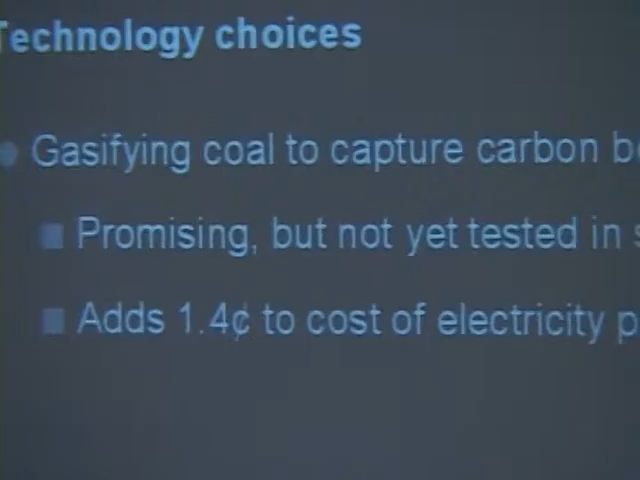 Technology choices
Gasifying coal to capture carbon
Promising, but not yet tested in
Adds 1.4¢ to cost of electricity